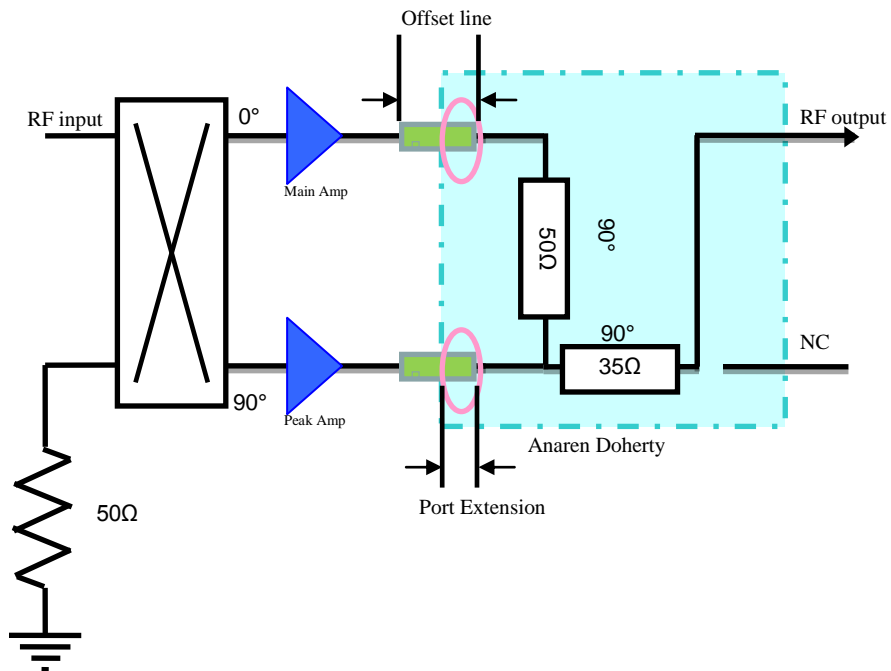 Offset line
RF input
0°
RF output
Main Amp
50Ω
90°
90°
35Ω
NC
90°
Peak Amp
Anaren Doherty
Port Extension
50Ω